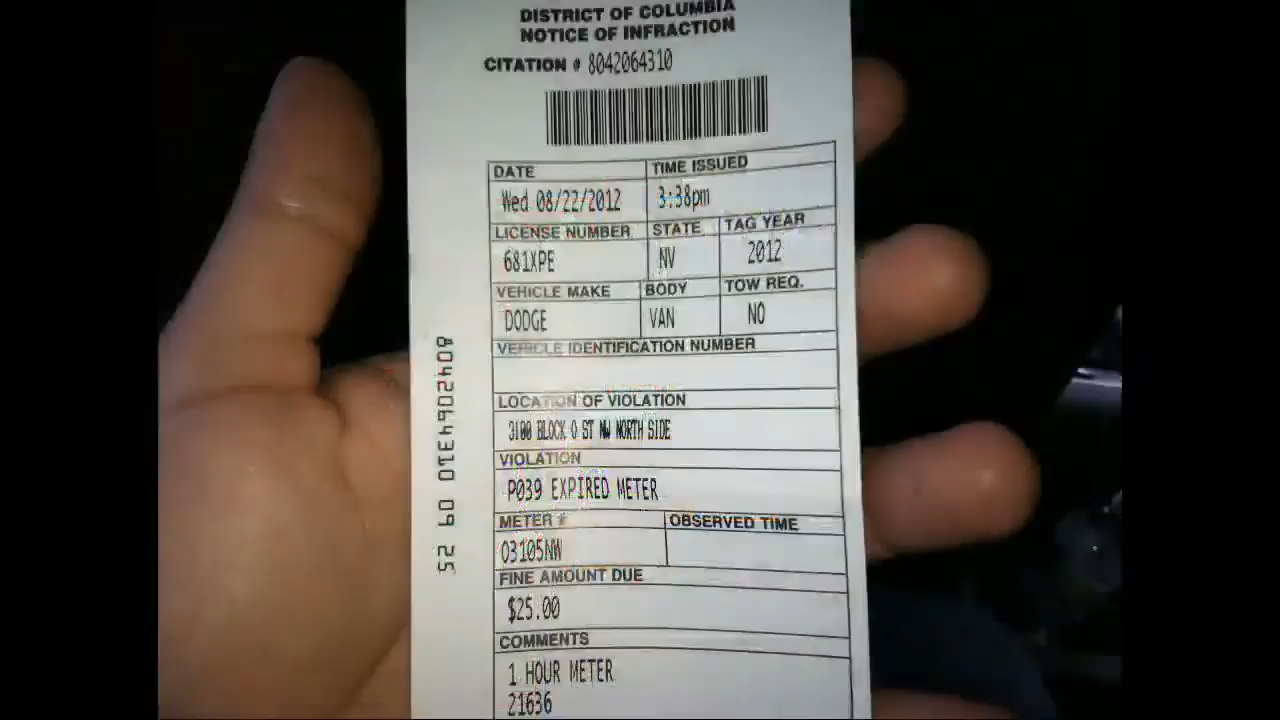 DISTRICT OF COLUMBIA
NOTICE OF INFRACTION
CITATION # 8042064310
DATE TIME ISSUED
Wed 08/22/2012 3:38pm
LICENSE NUMBER STATE TAG YEAR
681XPE NV 2012
VEHICLE MAKE BODY TOW REQ.
DODGE VAN NO
VEHICLE IDENTIFICATION NUMBER
LOCATION OF VIOLATION
3100 BLOCK O ST NW NORTH SIDE
VIOLATION
P039 EXPIRED METER
METER # OBSERVED TIME
03105NW
FINE AMOUNT DUE
$25.00
COMMENTS
1 HOUR METER
21636
8042064310 09 25